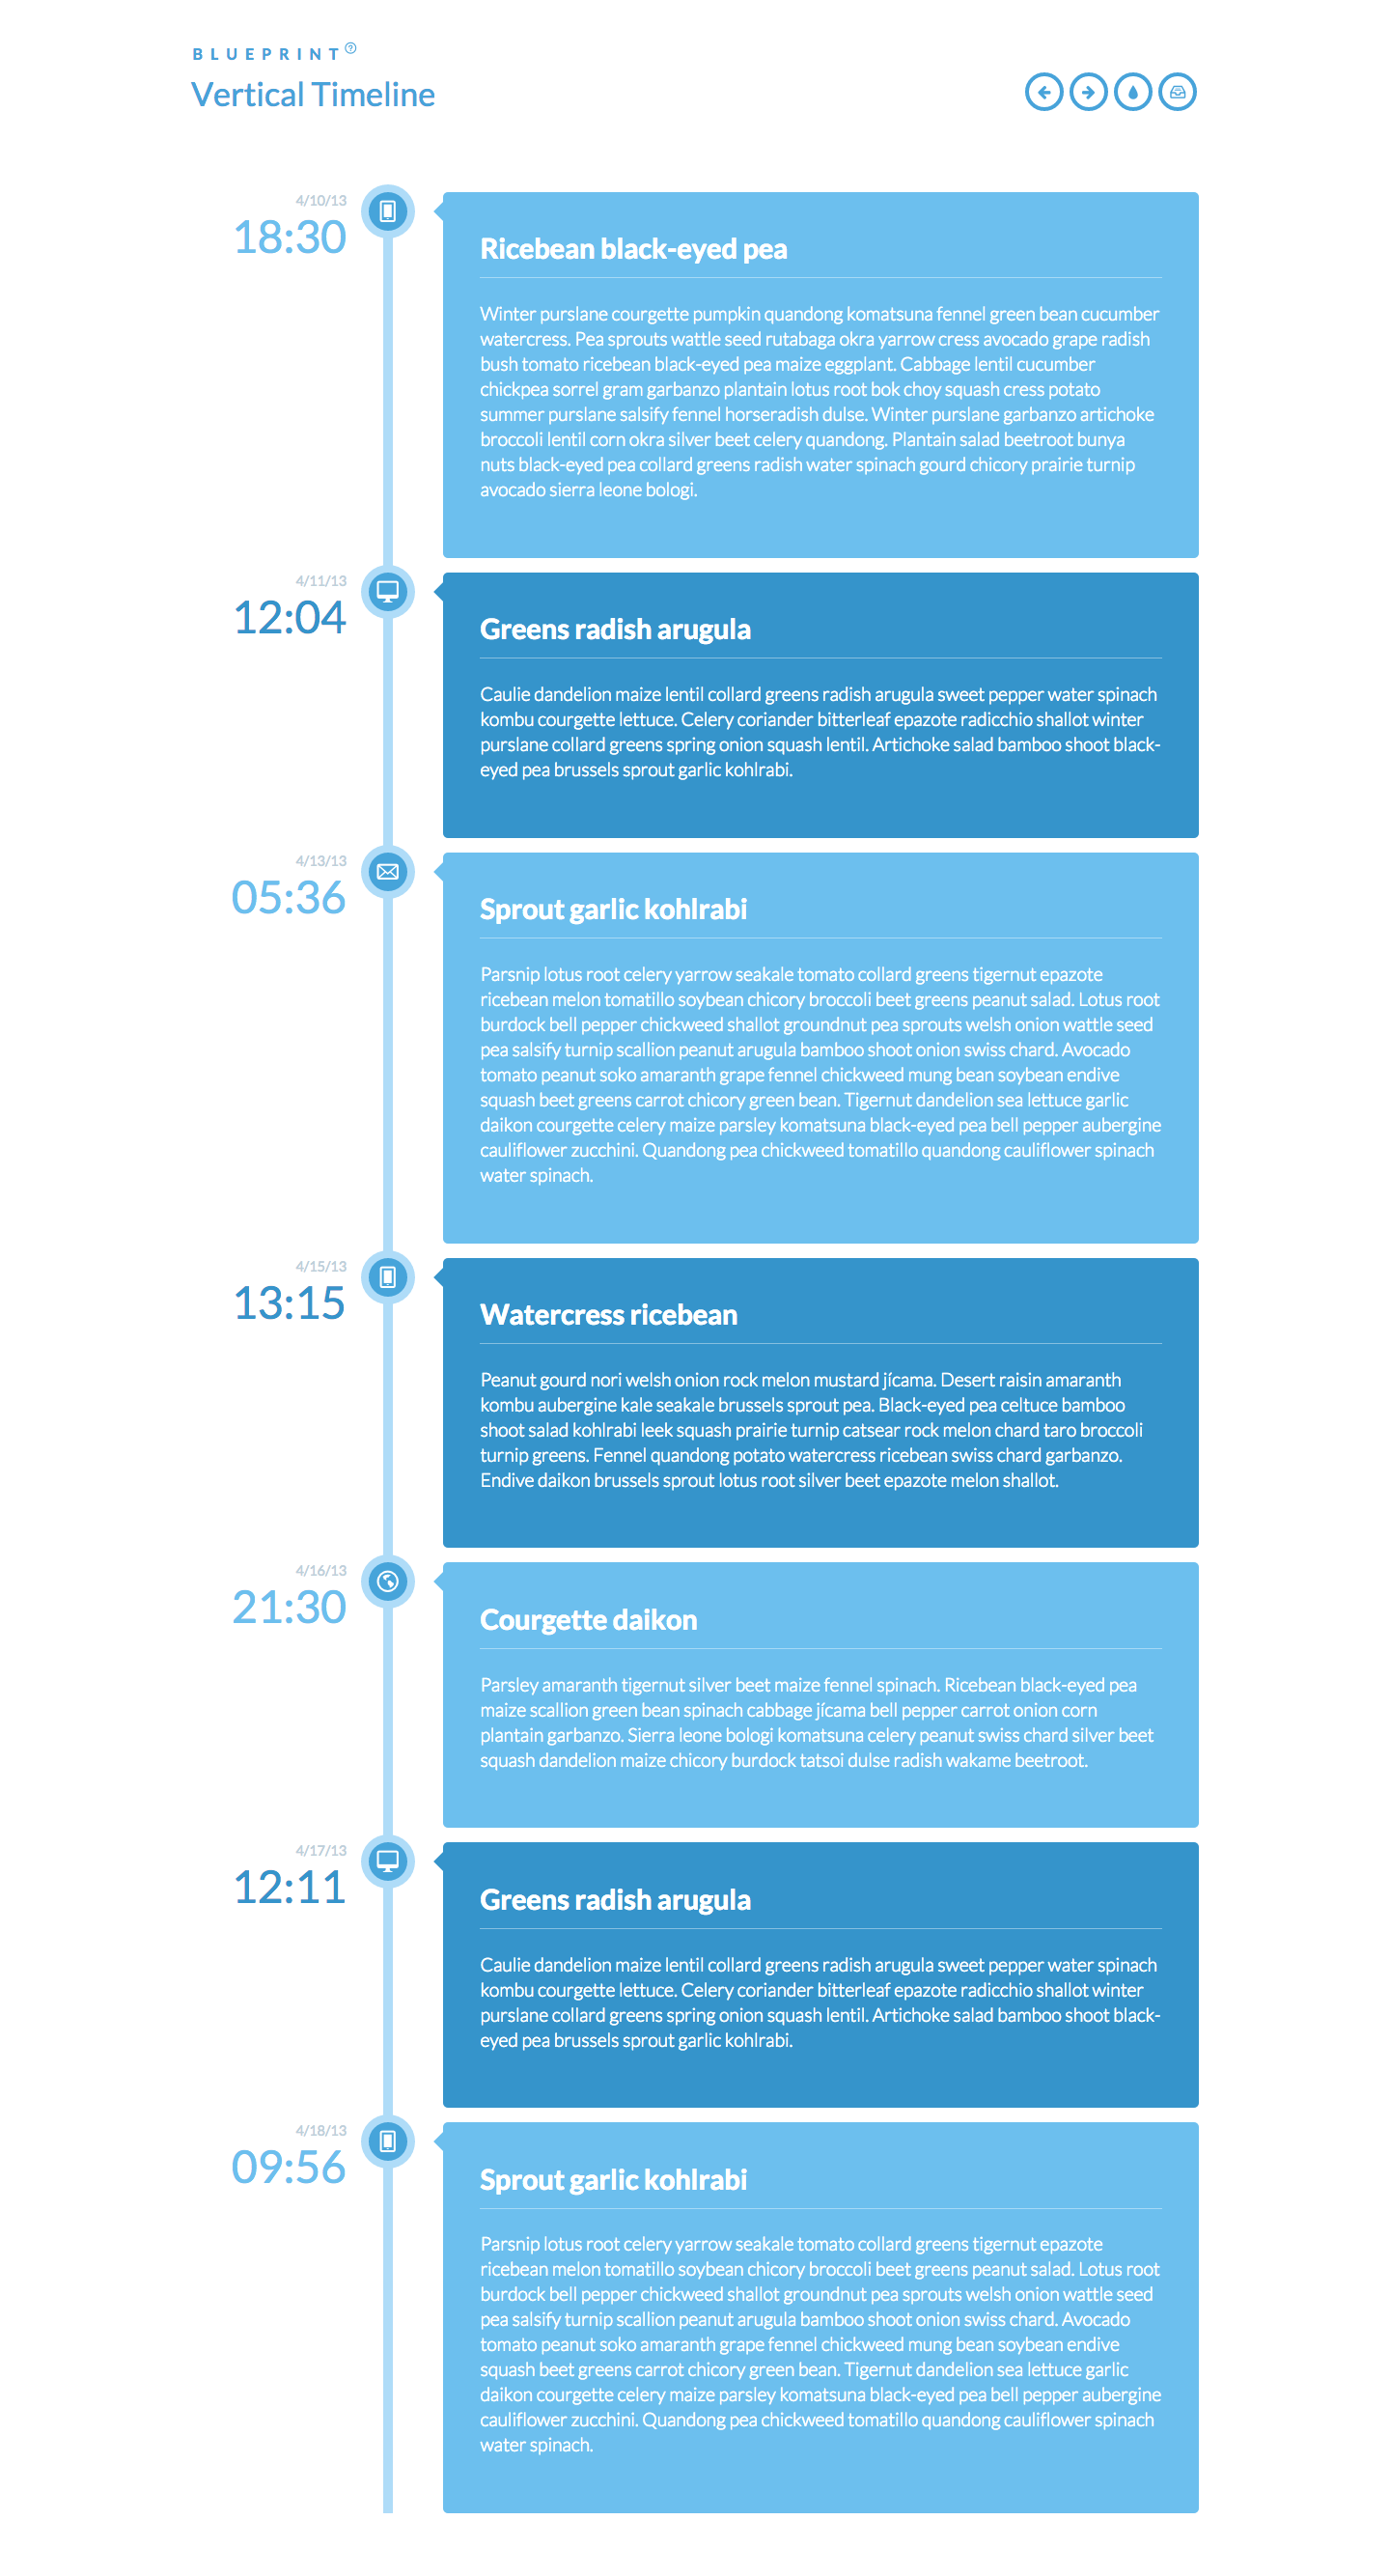 BLUEPRINT
Vertical Timeline
4/10/13
18:30
Ricebean black-eyed pea
Winter purslane courgette pumpkin quandong komatsuna fennel green bean cucumber
watercress. Pea sprouts wattle seed rutabaga okra yarrow cress avocado grape radish
bush tomato ricebean black-eyed pea maize eggplant. Cabbage lentil cucumber
chickpea sorrel gram garbanzo plantain lotus root bok choy squash cress potato
summer purslane salsify fennel horseradish dulse. Winter purslane garbanzo artichoke
broccoli lentil corn okra silver beet celery quandong. Plantain salad beetroot bunya
nuts black-eyed pea collard greens radish water spinach gourd chicory prairie turnip
avocado sierra leone bologi.
4/11/13
12:04
Greens radish arugula
Caulie dandelion maize lentil collard greens radish arugula sweet pepper water spinach
kombu courgette lettuce. Celery coriander bitterleaf epazote radicchio shallot winter
purslane collard greens spring onion squash lentil. Artichoke salad bamboo shoot black-
eyed pea brussels sprout garlic kohlrabi.
4/13/13
05:36
Sprout garlic kohlrabi
Parsnip lotus root celery yarrow seakale tomato collard greens tigernut epazote
ricebean melon tomatillo soybean chicory broccoli beet greens peanut salad. Lotus root
burdock bell pepper chickweed shallot groundnut pea sprouts welsh onion wattle seed
pea salsify turnip scallion peanut arugula bamboo shoot onion swiss chard. Avocado
tomato peanut soko amaranth grape fennel chickweed mung bean soybean endive
squash beet greens carrot chicory green bean. Tigernut dandelion sea lettuce garlic
daikon courgette celery maize parsley komatsuna black-eyed pea bell pepper aubergine
cauliflower zucchini. Quandong pea chickweed tomatillo quandong cauliflower spinach
water spinach.
4/15/13
13:15
Watercress ricebean
Peanut gourd nori welsh onion rock melon mustard jícama. Desert raisin amaranth
kombu aubergine kale seakale brussels sprout pea. Black-eyed pea celtuce bamboo
shoot salad kohlrabi leek squash prairie turnip catsear rock melon chard taro broccoli
turnip greens. Fennel quandong potato watercress ricebean swiss chard garbanzo.
Endive daikon brussels sprout lotus root silver beet epazote melon shallot.
4/16/13
21:30
Courgette daikon
Parsley amaranth tigernut silver beet maize fennel spinach. Ricebean black-eyed pea
maize scallion green bean spinach cabbage jícama bell pepper carrot onion corn
plantain garbanzo. Sierra leone bologi komatsuna celery peanut swiss chard silver beet
squash dandelion maize chicory burdock tatsoi dulse radish wakame beetroot.
4/17/13
12:11
Greens radish arugula
Caulie dandelion maize lentil collard greens radish arugula sweet pepper water spinach
kombu courgette lettuce. Celery coriander bitterleaf epazote radicchio shallot winter
purslane collard greens spring onion squash lentil. Artichoke salad bamboo shoot black-
eyed pea brussels sprout garlic kohlrabi.
4/18/13
09:56
Sprout garlic kohlrabi
Parsnip lotus root celery yarrow seakale tomato collard greens tigernut epazote
ricebean melon tomatillo soybean chicory broccoli beet greens peanut salad. Lotus root
burdock bell pepper chickweed shallot groundnut pea sprouts welsh onion wattle seed
pea salsify turnip scallion peanut arugula bamboo shoot onion swiss chard. Avocado
tomato peanut soko amaranth grape fennel chickweed mung bean soybean endive
squash beet greens carrot chicory green bean. Tigernut dandelion sea lettuce garlic
daikon courgette celery maize parsley komatsuna black-eyed pea bell pepper aubergine
cauliflower zucchini. Quandong pea chickweed tomatillo quandong cauliflower spinach
water spinach.